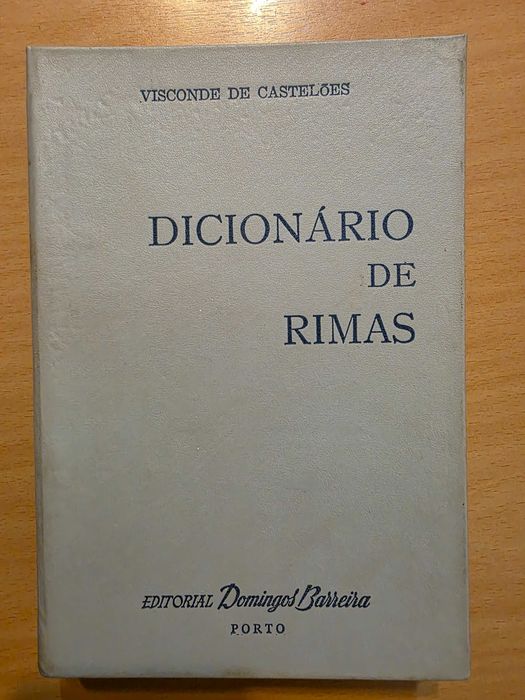 VISCONDE DE CASTELÕES
DICIONÁRIO
DE
RIMAS
EDITORIAL Domingos Barreira
PORTO